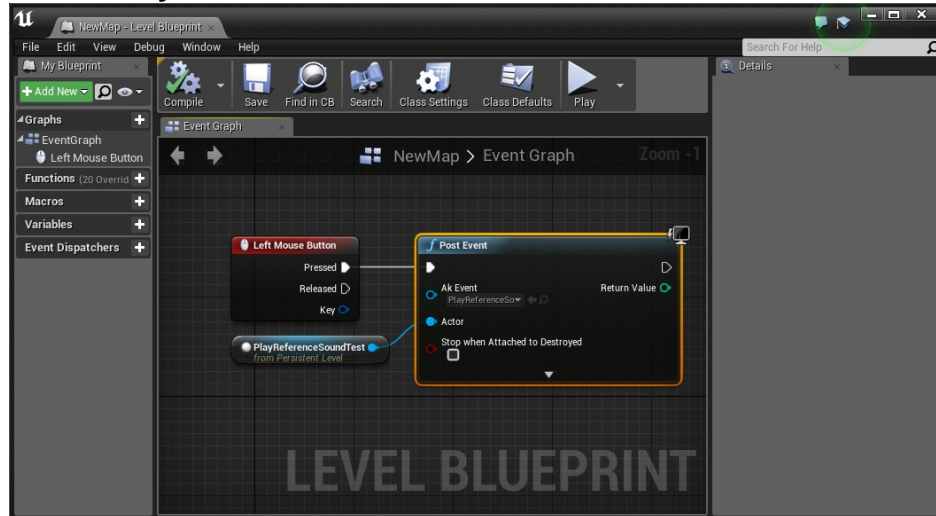 NewMap - Level Blueprint
File Edit View Debug Window Help
Search For Help
My Blueprint
Details
Add New
Compile
Save
Find in CB
Search
Class Settings
Class Defaults
Play
Graphs
EventGraph
Left Mouse Button
Functions (20 Overrid
Macros
Variables
Event Dispatchers
Event Graph
NewMap > Event Graph
Zoom -1
Left Mouse Button
Pressed
Released
Key
PlayReferenceSoundTest
from Persistent Level
Post Event
Ak Event
PlayReferenceSo
Return Value
Actor
Stop when Attached to Destroyed
LEVEL BLUEPRINT